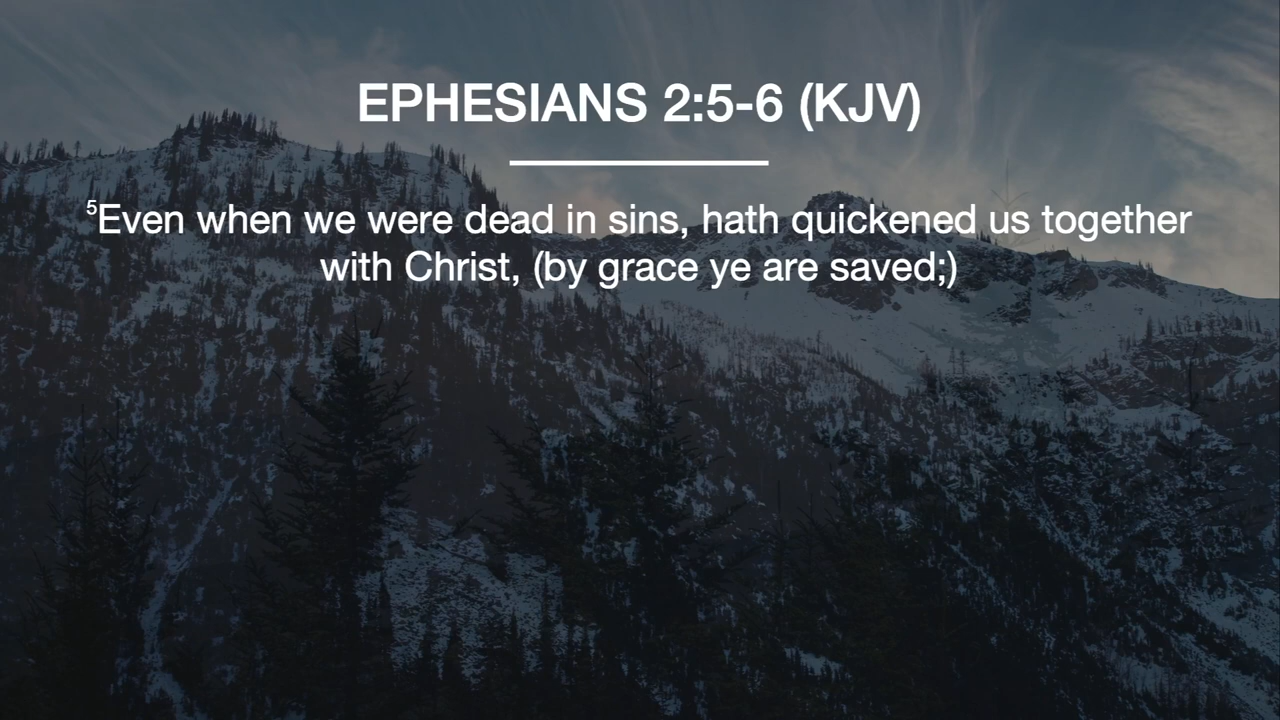 EPHESIANS 2:5-6 (KJV)
⁵Even when we were dead in sins, hath quickened us together
with Christ, (by grace ye are saved;)